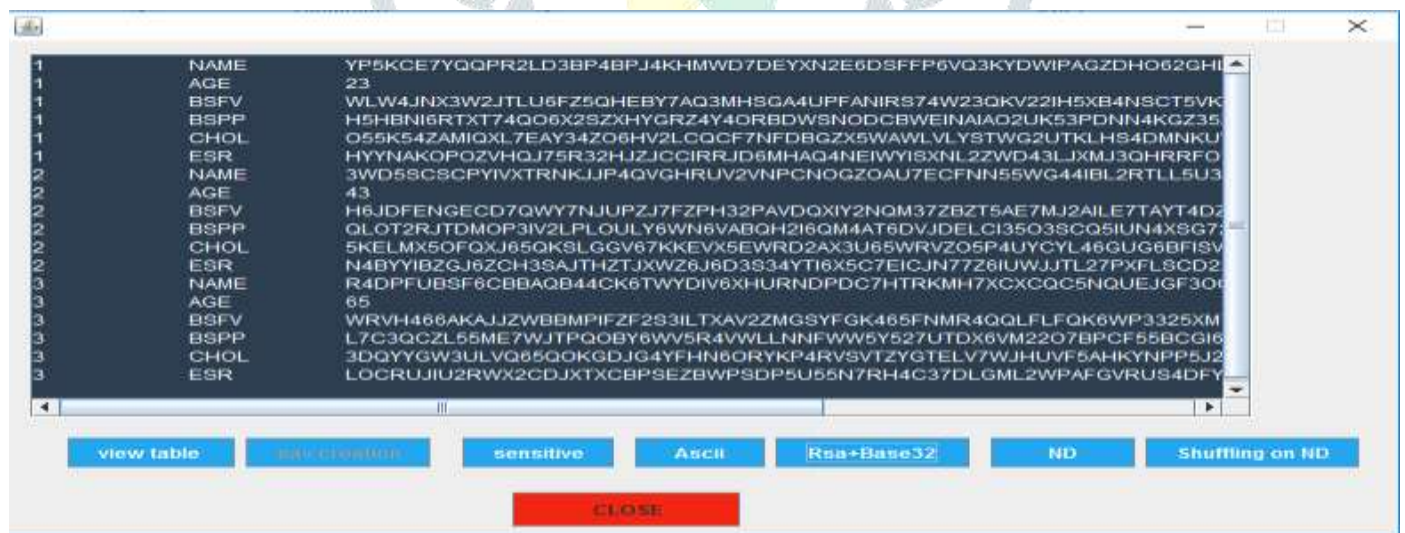 1 NAME YP5KCE7YQQPR2LD3BP4BPJ4KHMWD7DEYXN2E6DSFFP6VQ3KYDWIPAGZDHO62GHI
1 AGE 23
1 BSFV WLW4JNX3W2JTLU6FZ5QHEBY7AQ3MHSGA4UPFANIRS74W23QKV22IH5XB4NSCT5VK
1 BSPP H5HBNI6RTXT74QO6X2SZXHYGRZ4Y4ORBDWSNODCBWEINAIAO2UK53PDNN4KGZ35
1 CHOL O55K54ZAMIQXL7EAY34ZO6HV2LCQCF7NFDBGZX5WAWLVLYSTWG2UTKLHS4DMNKU
1 ESR HYYNAKOPOZVHQJ75R32HJZJCCIRRJD6MHAQ4NEIWYISXNL2ZWD43LJXMJ3QHRRFO
2 NAME 3WD5SCSCPYIVXTRNKJJP4QVGHRUV2VNPCNOGZOAU7ECFNN55WG44IBL2RTLL5U3
2 AGE 43
2 BSFV H6JDFENGECD7QWY7NJUPZJ7FZPH32PAVDQXIY2NQM37ZBZT5AE7MJ2AILE7TAYT4DZ
2 BSPP QLOT2RJTDMOP3IV2LPLOULY6WN6VABQH2I6QM4AT6DVJDELCI35O3SCQ5IUN4XSG7
2 CHOL 5KELMX5OFQXJ65QKSLGGV67KKEVX5EWRD2AX3U65WRVZO5P4UYCYL46GUG6BFISV
2 ESR N4BYYIBZGJ6ZCH3SAJTHZTJXWZ6J6D3S34YTI6X5C7EICJN77Z6IUWJJTL27PXFLSCD2
3 NAME R4DPFUBSF6CBBAQB44CK6TWYDIV6XHURNDPDC7HTRKMH7XCXCQC5NQUEJGF3O
3 AGE 65
3 BSFV WRVH466AKAJJZWBBMPIFZF2S3ILTXAV2ZMGSYFGK465FNMR4QQLFLFQK6WP3325XM
3 BSPP L7C3QCZL55ME7WJTPQOBY6WV5R4VWLLNNFWW5Y527UTDX6VM22O7BPCF55BCGI6
3 CHOL 3DQYYGW3ULVQ65QOKGDJG4YFHN6ORYKP4RVSVTZYGTELV7WJHUVF5AHKYNPP5J2
3 ESR LOCRUJIU2RWX2CDJXTXCBPSEZBWPSDP5U55N7RH4C37DLGML2WPAFGVRUS4DFY
view table sensitive Ascii Rsa+Base32 ND Shuffling on ND
CLOSE